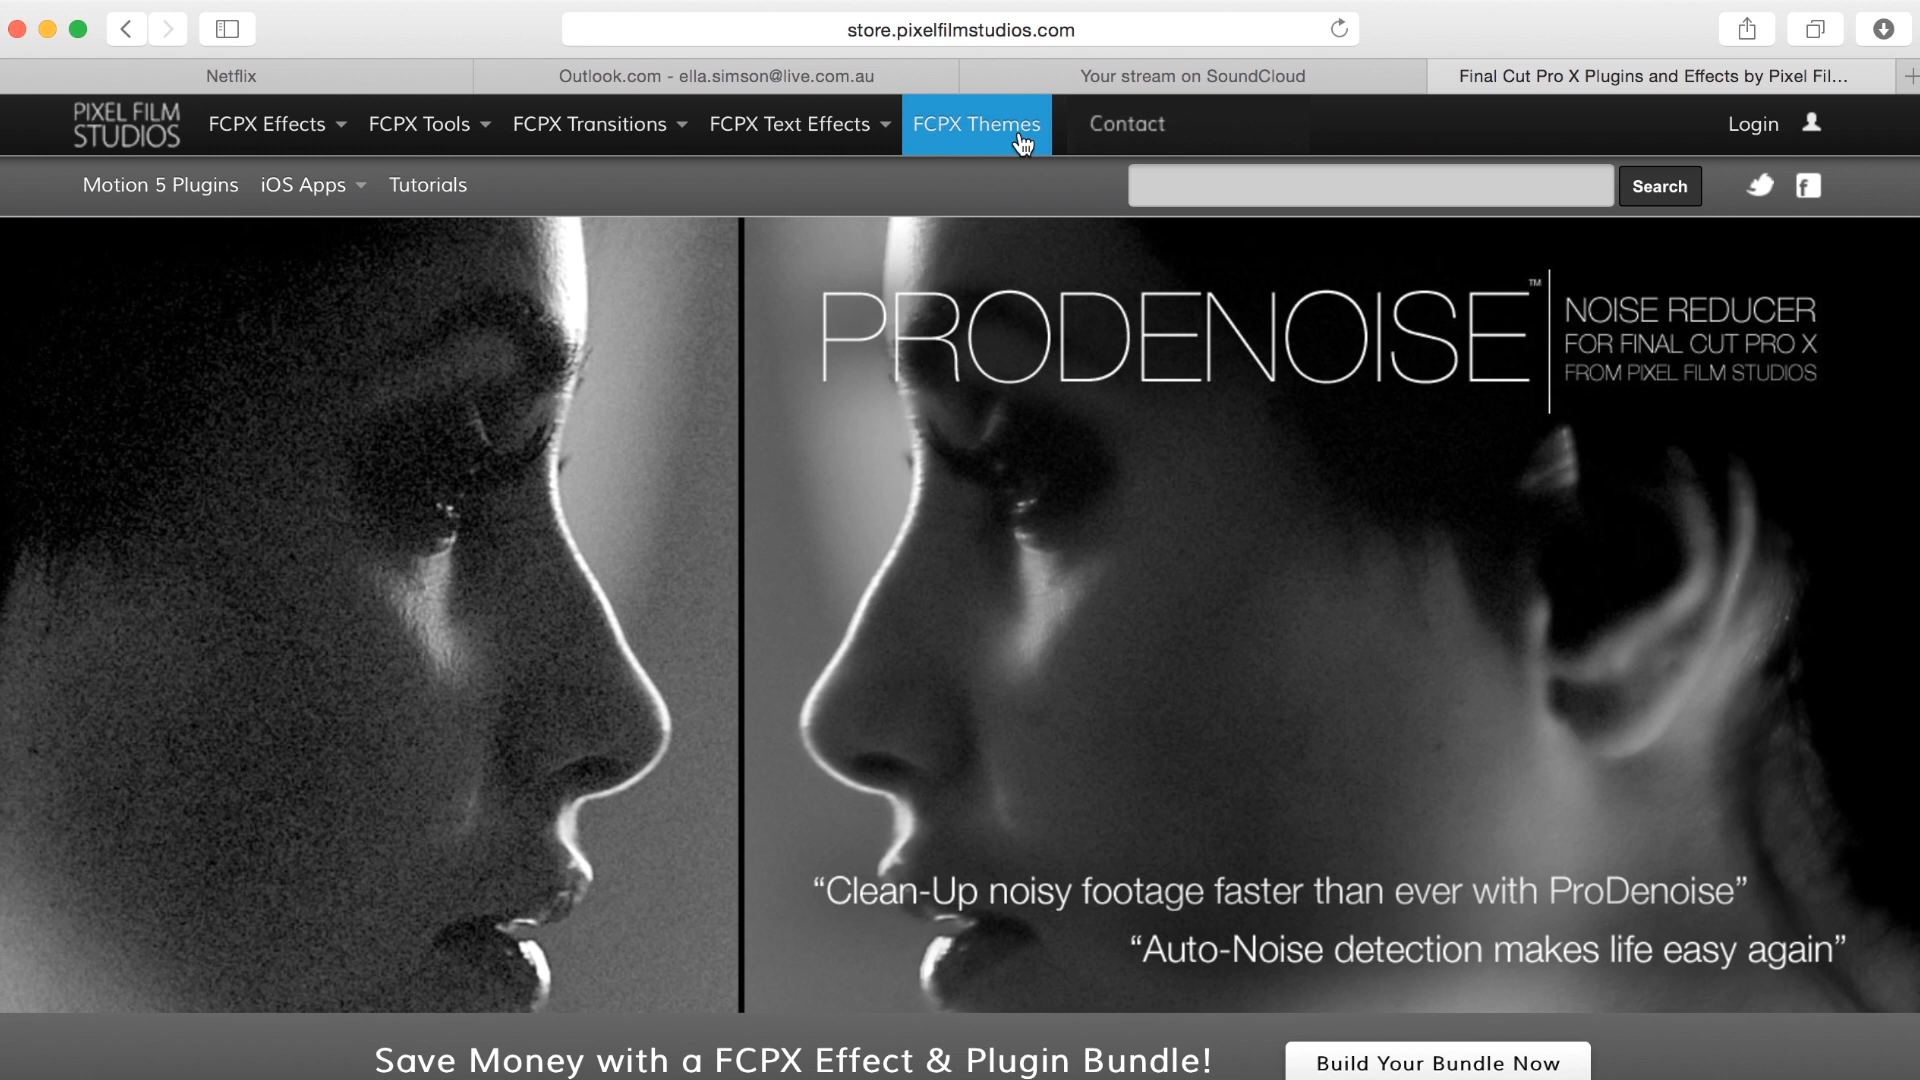 store.pixelfilmstudios.com
Netflix
Outlook.com - ella.simson@live.com.au
Your stream on SoundCloud
Final Cut Pro X Plugins and Effects by Pixel Fil...
PIXEL FILM
STUDIOS
FCPX Effects
FCPX Tools
FCPX Transitions
FCPX Text Effects
FCPX Themes
Contact
Login
Motion 5 Plugins
iOS Apps
Tutorials
Search
PRODENOISE™
NOISE REDUCER
FOR FINAL CUT PRO X
FROM PIXEL FILM STUDIOS
“Clean-Up noisy footage faster than ever with ProDenoise”
“Auto-Noise detection makes life easy again”
Save Money with a FCPX Effect & Plugin Bundle!
Build Your Bundle Now